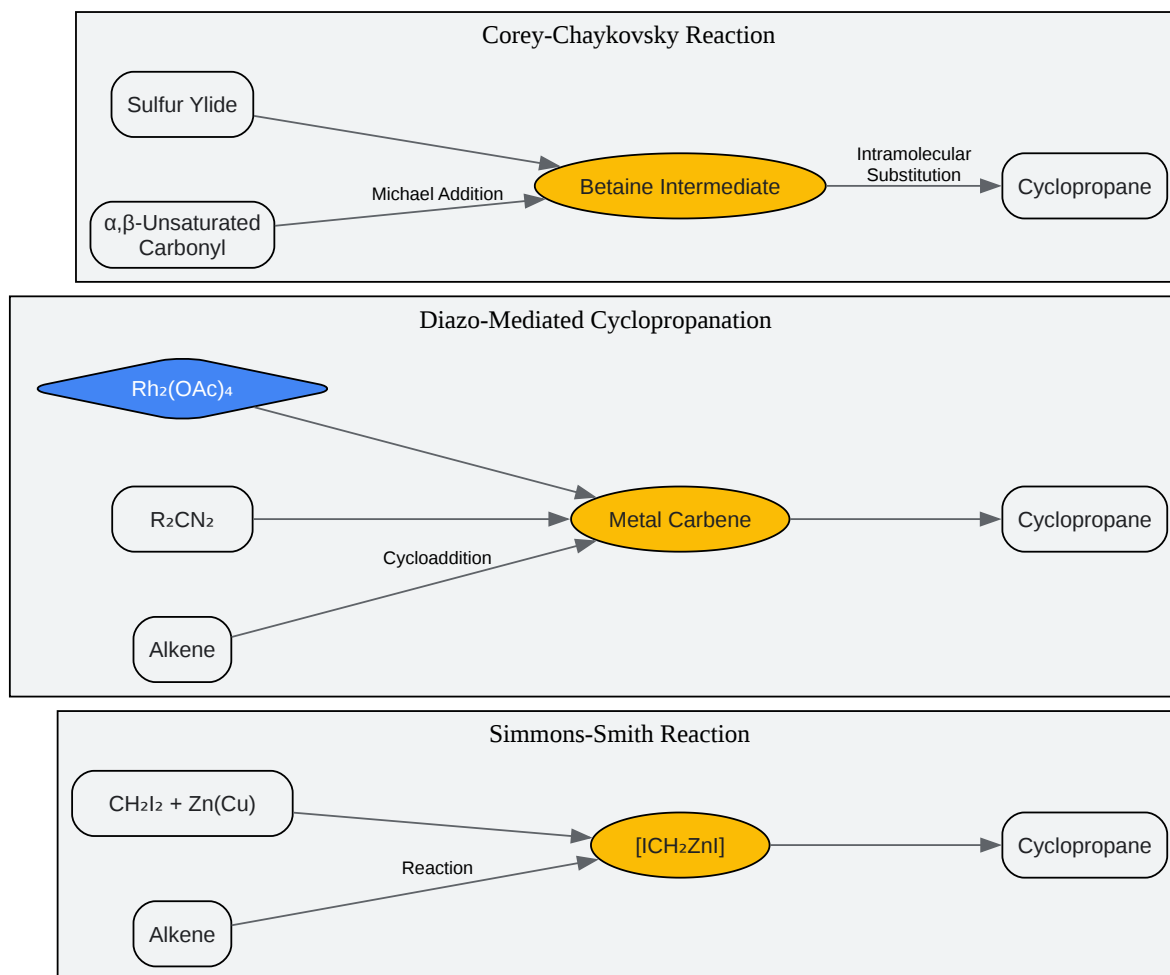 Corey-Chaykovsky Reaction
Sulfur Ylide
α,β-Unsaturated
Carbonyl
Michael Addition
Betaine Intermediate
Intramolecular
Substitution
Cyclopropane
Diazo-Mediated Cyclopropanation
Rh₂(OAc)₄
R₂CN₂
Alkene
Cycloaddition
Metal Carbene
Cyclopropane
Simmons-Smith Reaction
CH₂I₂ + Zn(Cu)
Alkene
Reaction
[ICH₂ZnI]
Cyclopropane